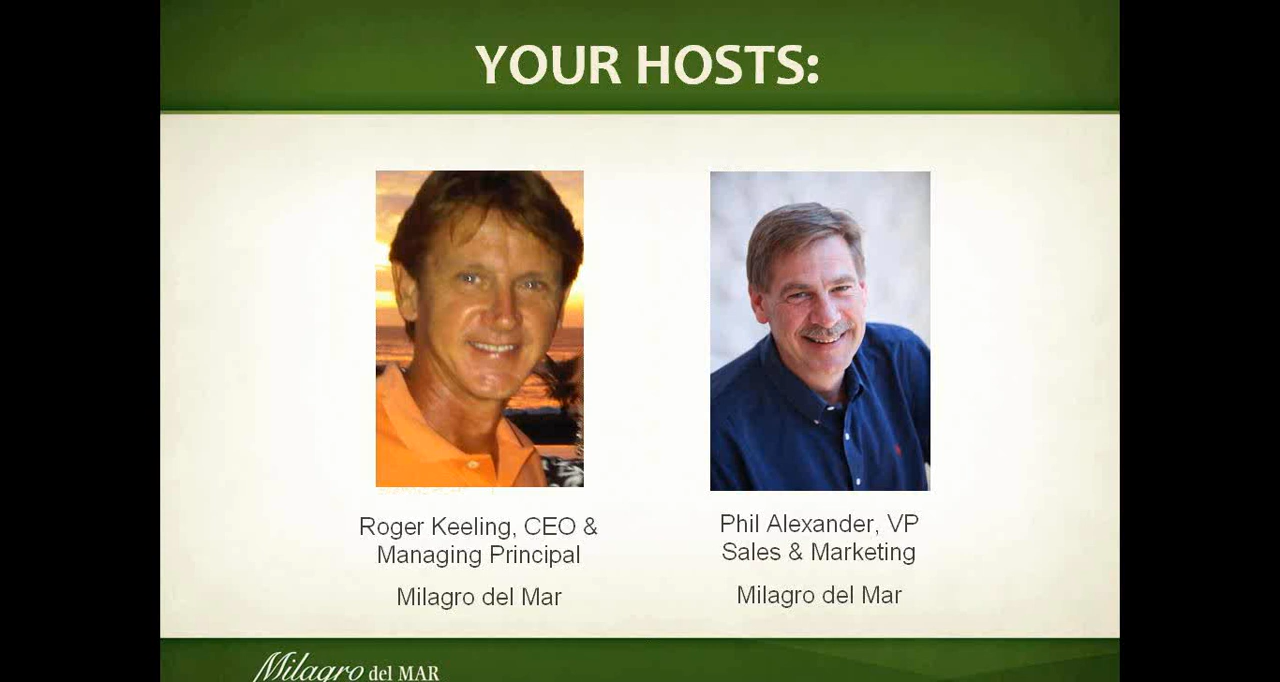 YOUR HOSTS:
Roger Keeling, CEO &
Managing Principal
Milagro del Mar
Phil Alexander, VP
Sales & Marketing
Milagro del Mar
Milagro del MAR